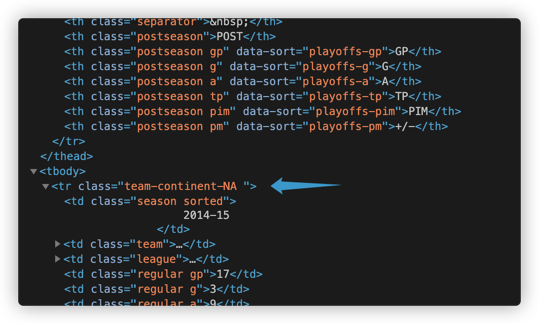 <th class="separator">&nbsp;</th>
<th class="postseason">POST</th>
<th class="postseason gp" data-sort="playoffs-gp">GP</th>
<th class="postseason g" data-sort="playoffs-g">G</th>
<th class="postseason a" data-sort="playoffs-a">A</th>
<th class="postseason tp" data-sort="playoffs-tp">TP</th>
<th class="postseason pim" data-sort="playoffs-pim">PIM</th>
<th class="postseason pm" data-sort="playoffs-pm">+/-</th>
</tr>
</thead>
<tbody>
<tr class="team-continent-NA ">
<td class="season sorted">
2014-15
</td>
<td class="team">…</td>
<td class="league">…</td>
<td class="regular gp">17</td>
<td class="regular g">3</td>
<td class="regular a">9</td>